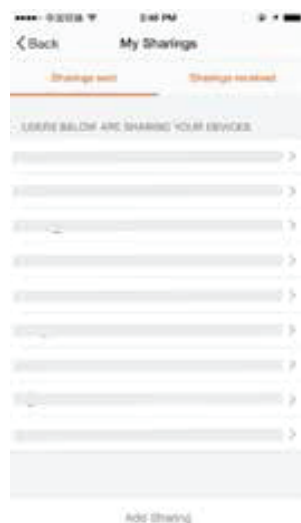 2:48 PM
Back
My Sharings
Sharings sent
Sharings received
USERS BELOW ARE SHARING YOUR DEVICES
Add Sharing